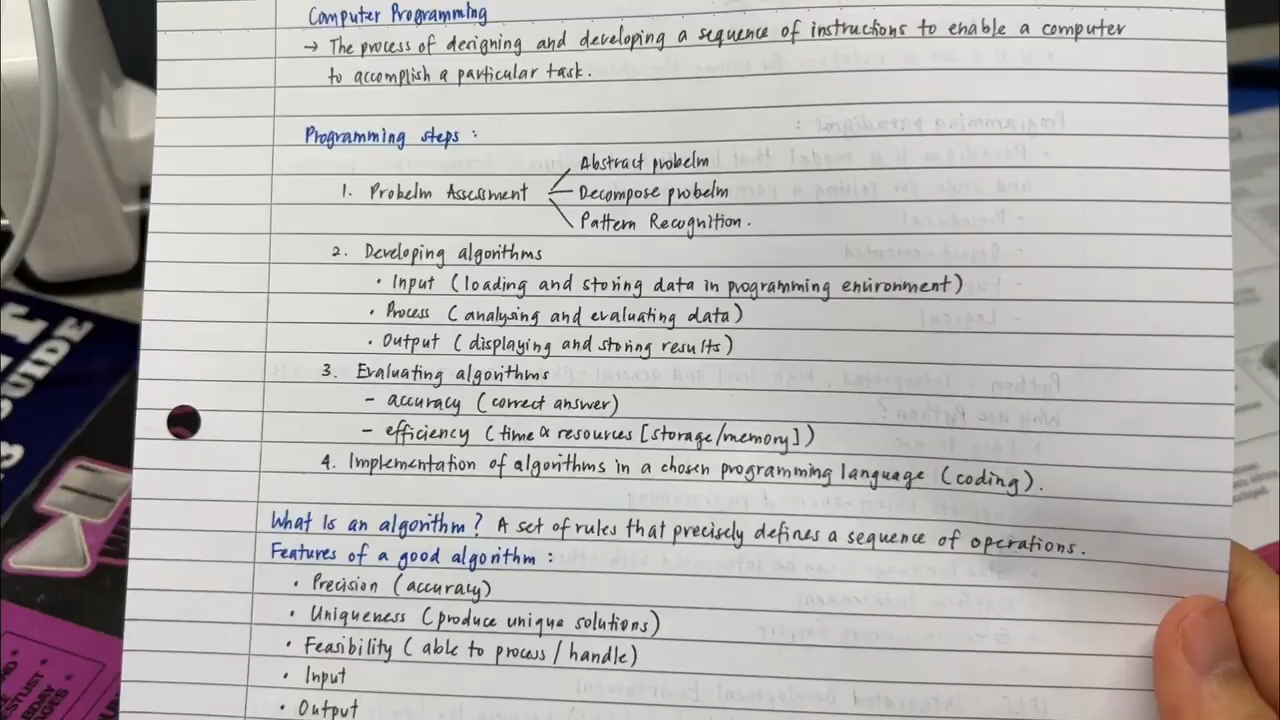 Computer Programming
→ The process of designing and developing a sequence of instructions to enable a computer
to accomplish a particular task.
Programming steps :
1. Probelm Assessment
Abstract probelm
Decompose probelm
Pattern Recognition.
2. Developing algorithms
• Input (loading and storing data in programming environment)
• Process (analysing and evaluating data)
• Output (displaying and storing results)
3. Evaluating algorithms
- accuracy (correct answer)
- efficiency (time & resources [storage/memory])
4. Implementation of algorithms in a chosen programming language (coding).
What is an algorithm? A set of rules that precisely defines a sequence of operations.
Features of a good algorithm :
• Precision (accuracy)
• Uniqueness (produce unique solutions)
• Feasibility (able to process / handle)
• Input
• Output
GUIDE